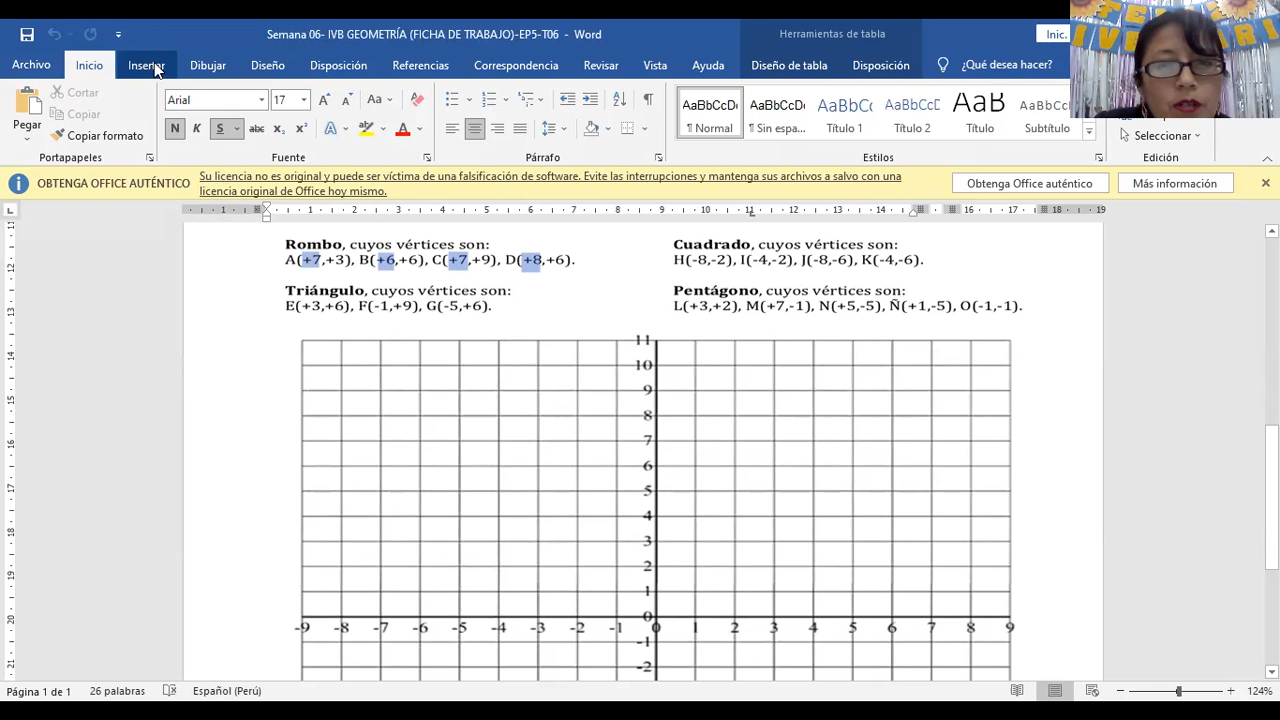 Semana 06- IVB GEOMETRÍA (FICHA DE TRABAJO)-EP5-T06 - Word
Herramientas de tabla
Inic.
Archivo Inicio Insertar Dibujar Diseño Disposición Referencias Correspondencia Revisar Vista Ayuda Diseño de tabla Disposición ¿Qué desea hacer?
Pegar
Cortar
Copiar
Copiar formato
Portapapeles
Arial 17
N K S abc x₂ x²
Fuente
Párrafo
AaBbCcDc AaBbCcDc AaBbCcD AaBbCcD AaB AaBbCcD
¶ Normal ¶ Sin espa... Título 1 Título 2 Título Subtítulo
Estilos
Seleccionar
Edición
OBTENGA OFFICE AUTÉNTICO
Su licencia no es original y puede ser víctima de una falsificación de software. Evite las interrupciones y mantenga sus archivos a salvo con una
licencia original de Office hoy mismo.
Obtenga Office auténtico
Más información
Rombo, cuyos vértices son:
A(+7,+3), B(+6,+6), C(+7,+9), D(+8,+6).
Cuadrado, cuyos vértices son:
H(-8,-2), I(-4,-2), J(-8,-6), K(-4,-6).
Triángulo, cuyos vértices son:
E(+3,+6), F(-1,+9), G(-5,+6).
Pentágono, cuyos vértices son:
L(+3,+2), M(+7,-1), N(+5,-5), Ñ(+1,-5), O(-1,-1).
11
10
9
8
7
6
5
4
3
2
1
0
-9 -8 -7 -6 -5 -4 -3 -2 -1 0 1 2 3 4 5 6 7 8 9
-1
-2
Página 1 de 1 26 palabras Español (Perú) 124%